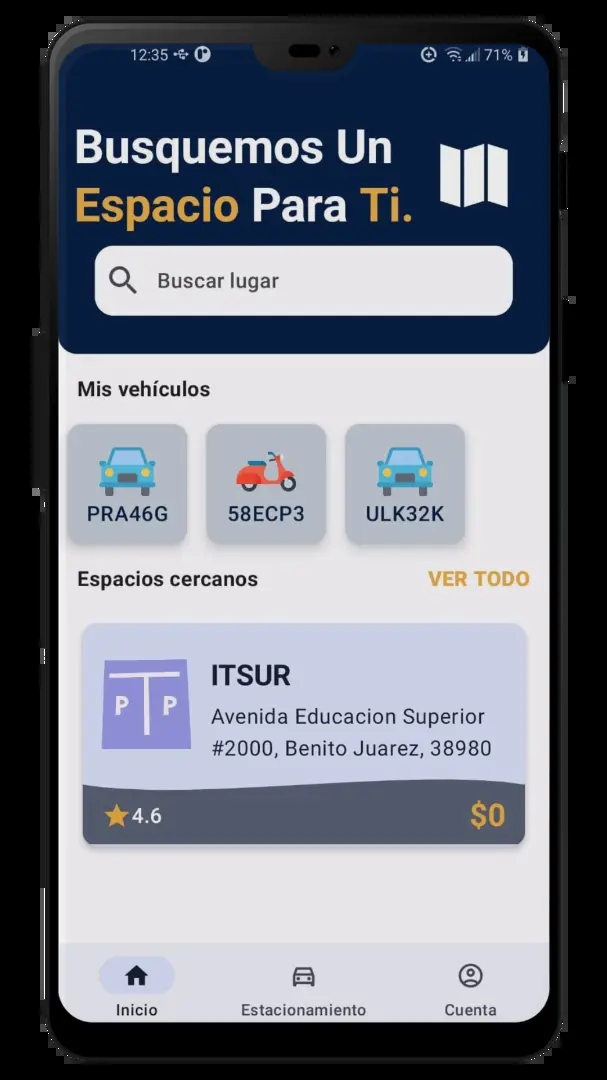 12:35 71%
Busquemos Un
Espacio Para Ti.
Buscar lugar
Mis vehículos
PRA46G 58ECP3 ULK32K
Espacios cercanos VER TODO
P P
ITSUR
Avenida Educacion Superior
#2000, Benito Juarez, 38980
4.6 $0
Inicio Estacionamiento Cuenta